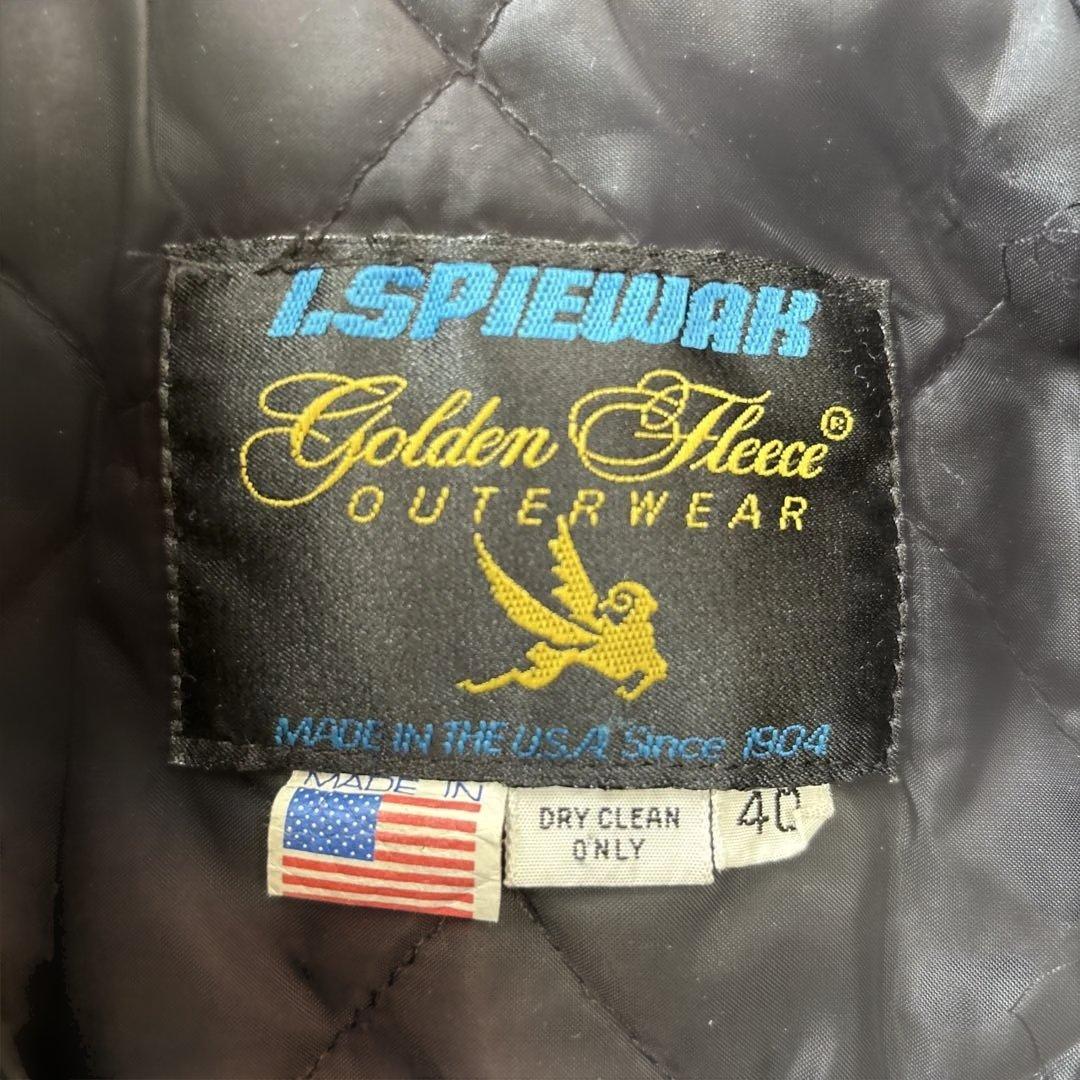 I.SPIEWAK
Golden Fleece®
OUTERWEAR
MADE IN THE U.S.A. Since 1904
MADE IN
DRY CLEAN
ONLY
40